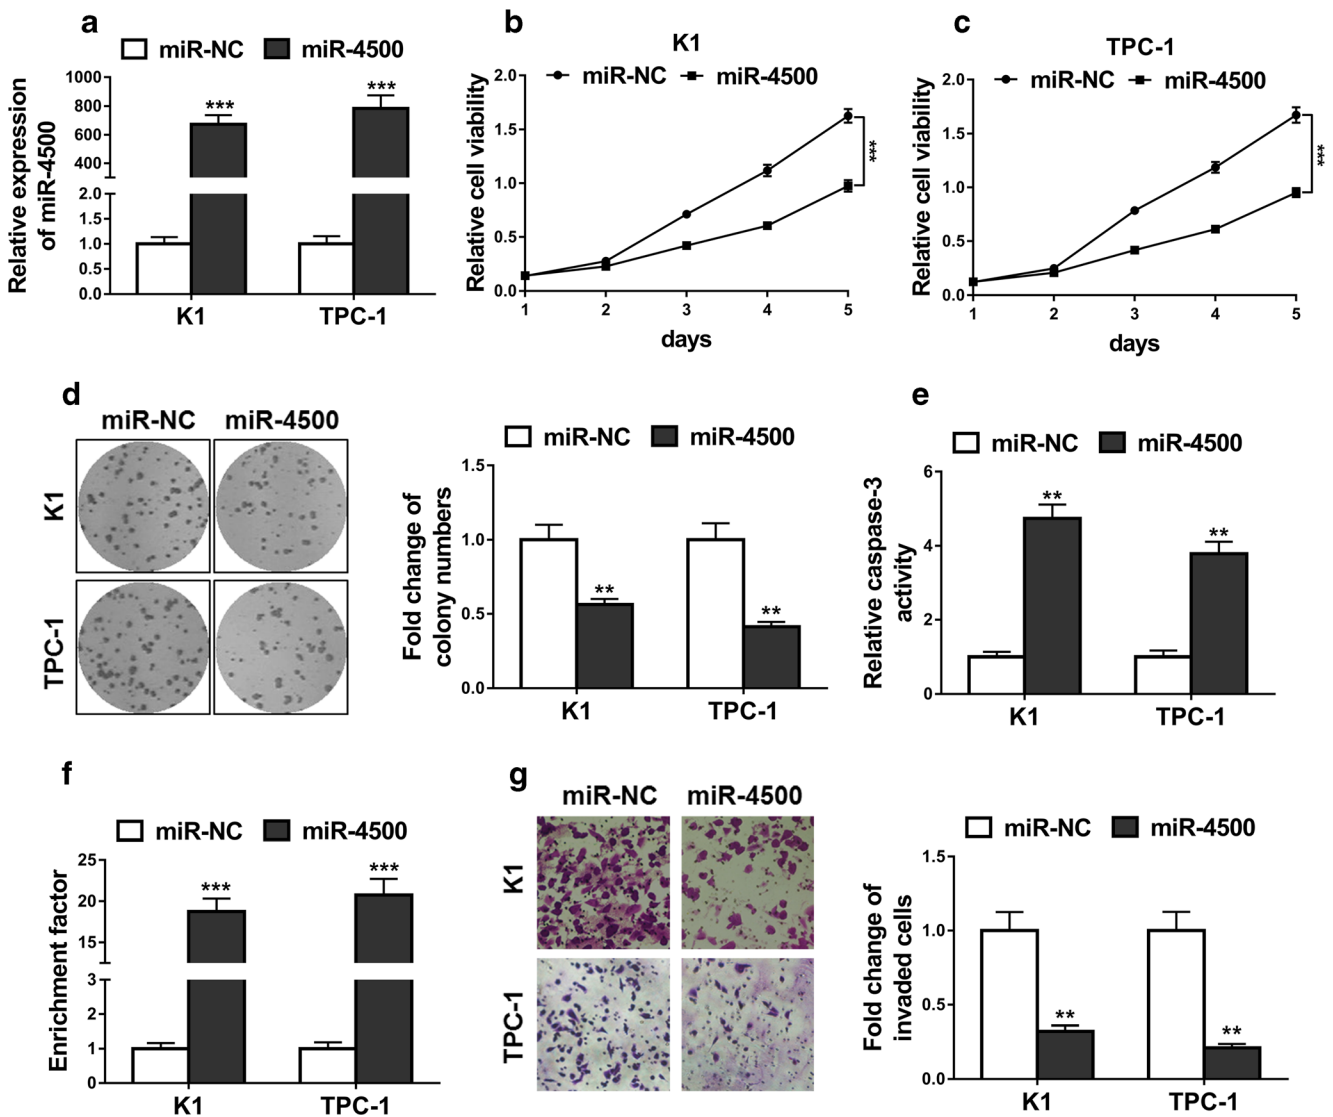 a
miR-NC miR-4500
Relative expression
of miR-4500
1000
800
600
400
2.0
1.5
1.0
0.5
0.0
***
***
K1 TPC-1
b
K1
miR-NC miR-4500
Relative cell viability
2.0
1.5
1.0
0.5
0.0
***
1 2 3 4 5
days
c
TPC-1
miR-NC miR-4500
Relative cell viability
2.0
1.5
1.0
0.5
0.0
***
1 2 3 4 5
days
d
miR-NC miR-4500
K1
TPC-1
miR-NC miR-4500
Fold change of
colony numbers
1.5
1.0
0.5
0.0
**
**
K1 TPC-1
e
miR-NC miR-4500
Relative caspase-3
activity
6
4
2
0
**
**
K1 TPC-1
f
miR-NC miR-4500
Enrichment factor
25
20
15
3
2
1
0
***
***
K1 TPC-1
g
miR-NC miR-4500
K1
TPC-1
miR-NC miR-4500
Fold change of
invaded cells
1.5
1.0
0.5
0.0
**
**
K1 TPC-1